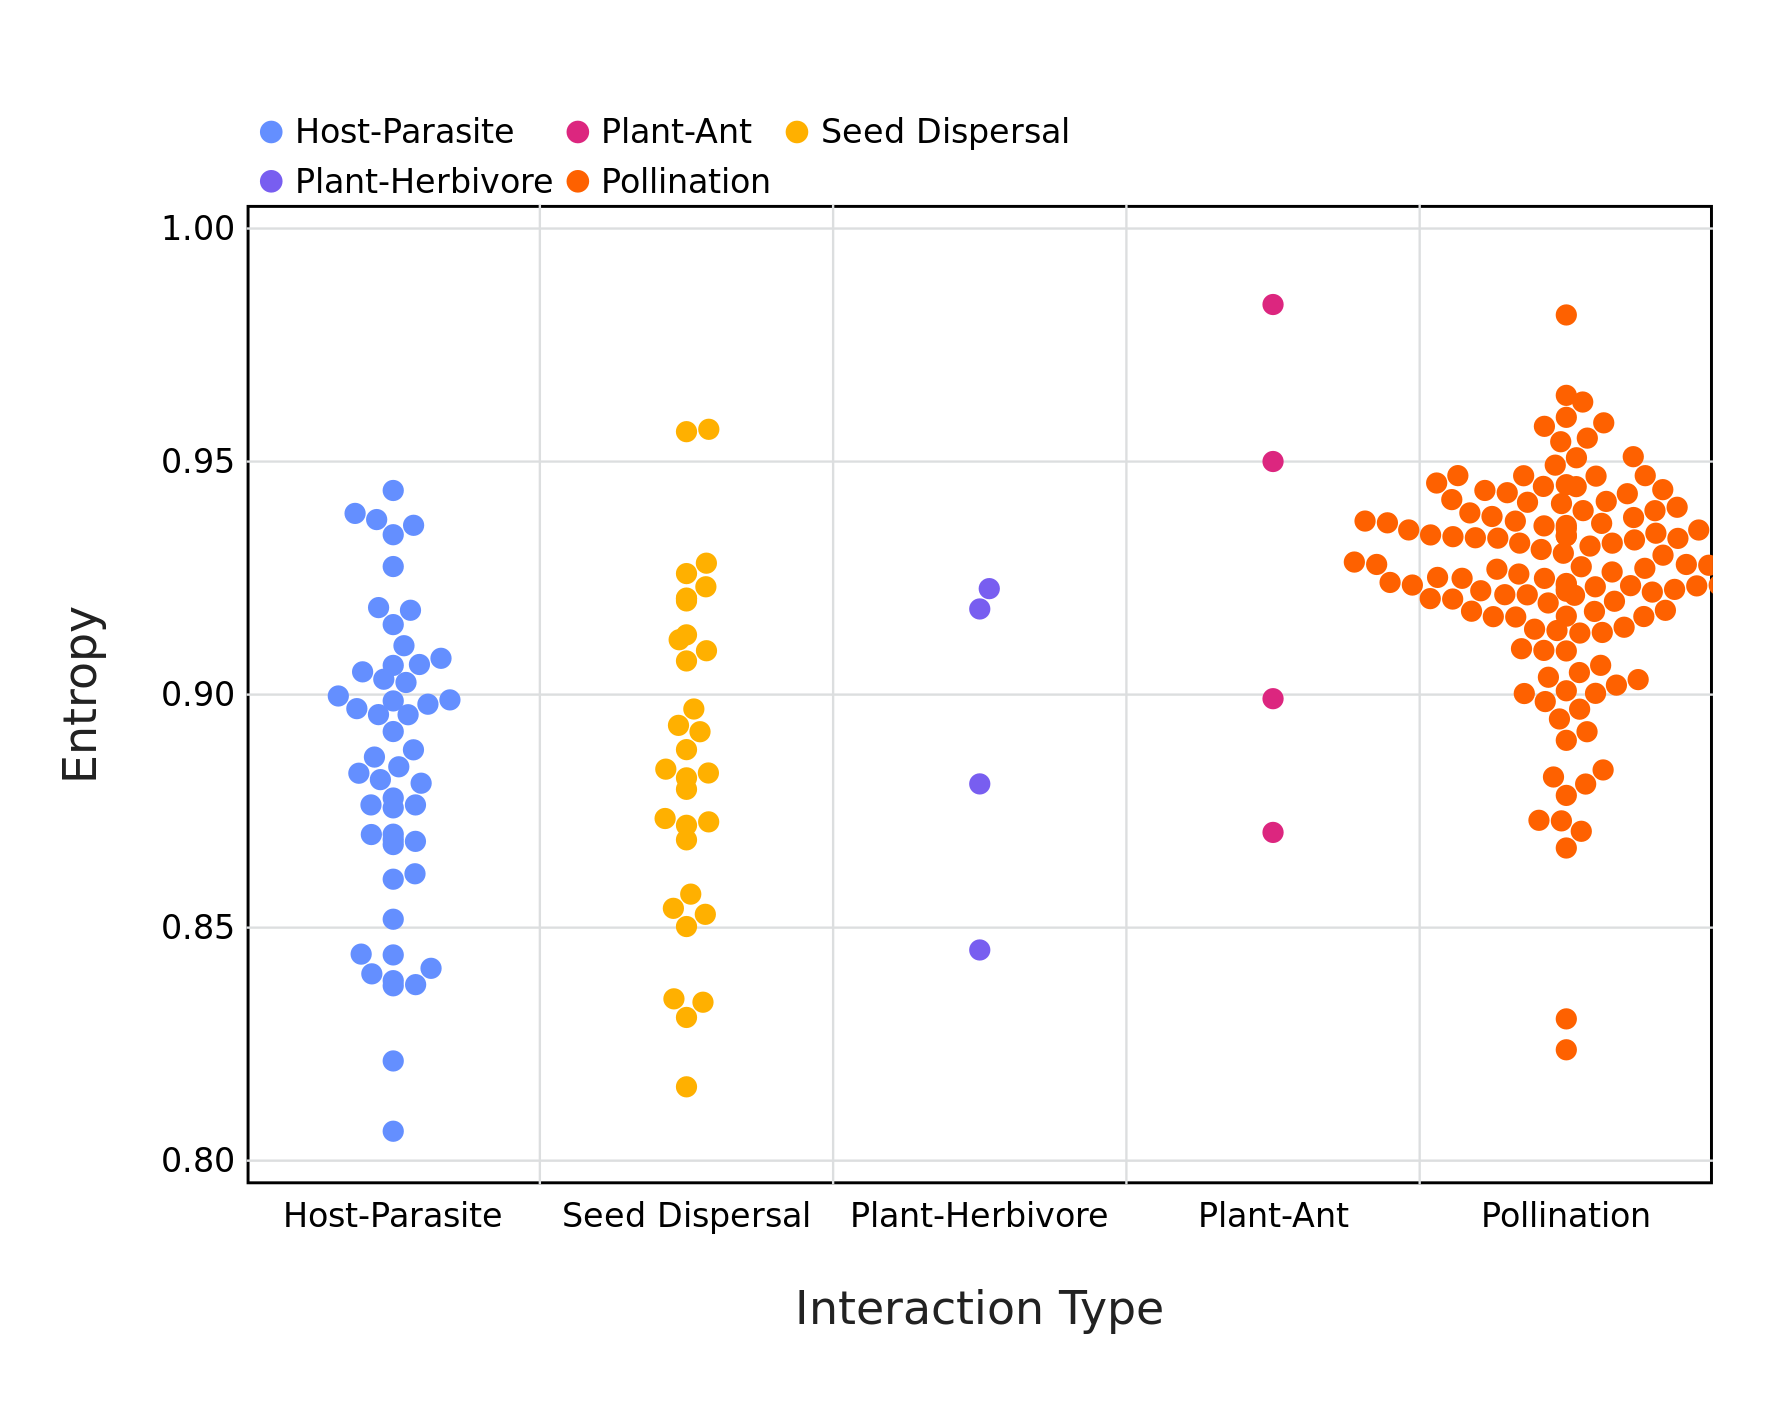 Host-Parasite Plant-Ant Seed Dispersal
Plant-Herbivore Pollination
1.00
0.95
0.90
0.85
0.80
Entropy
Host-Parasite Seed Dispersal Plant-Herbivore Plant-Ant Pollination
Interaction Type